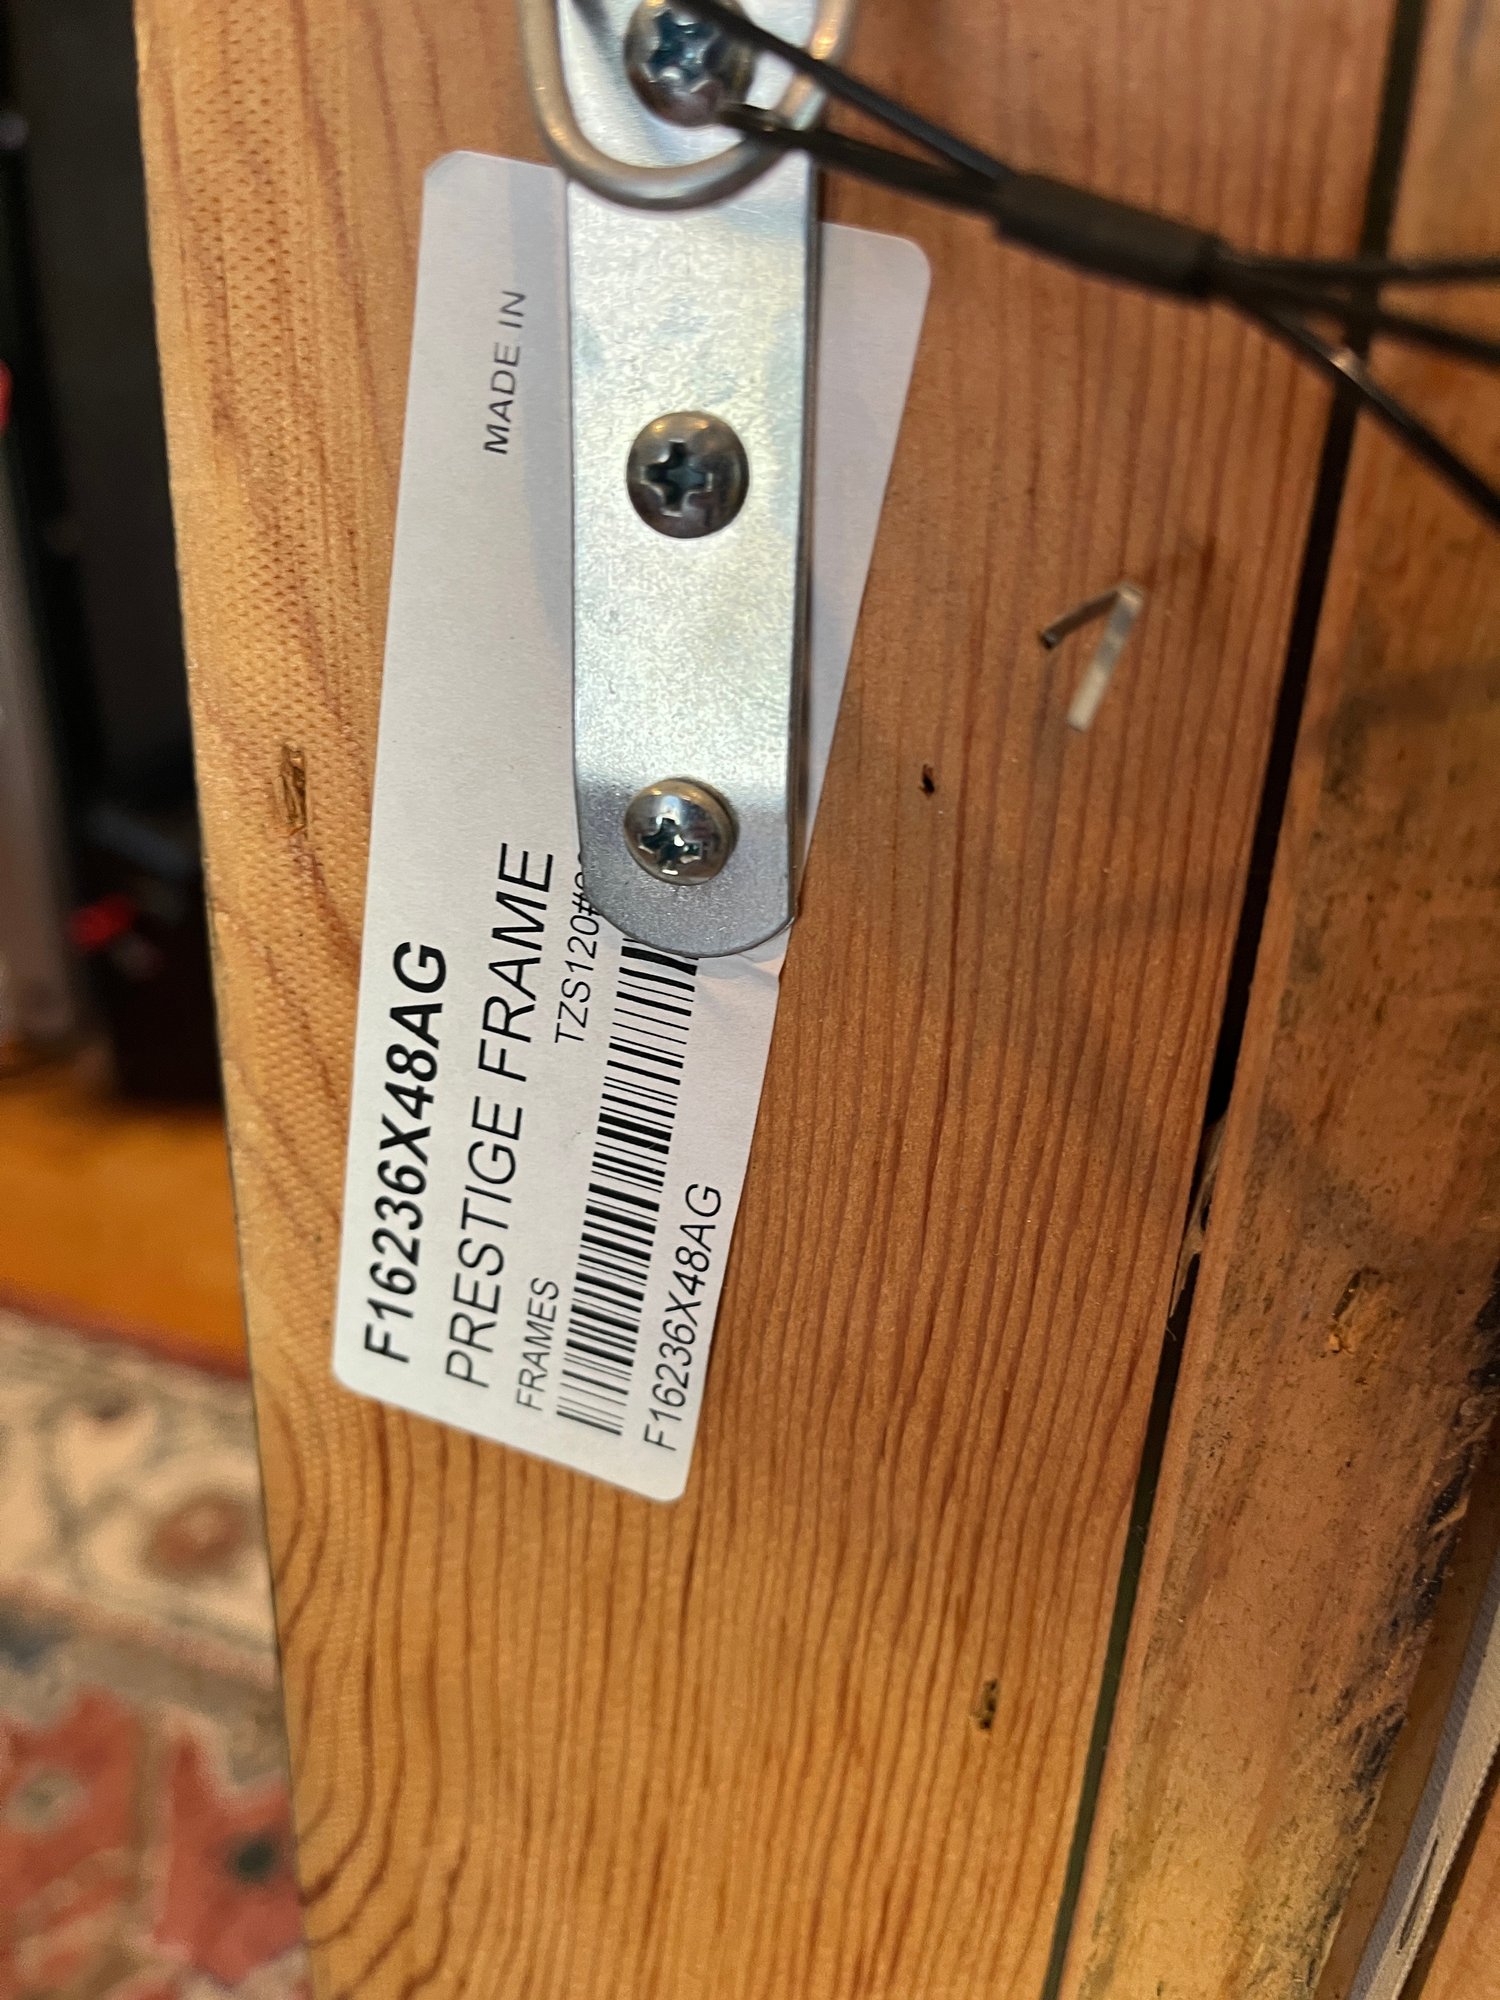 F16236X48AG
PRESTIGE FRAME
FRAMES
TZS120#
MADE IN
F16236X48AG